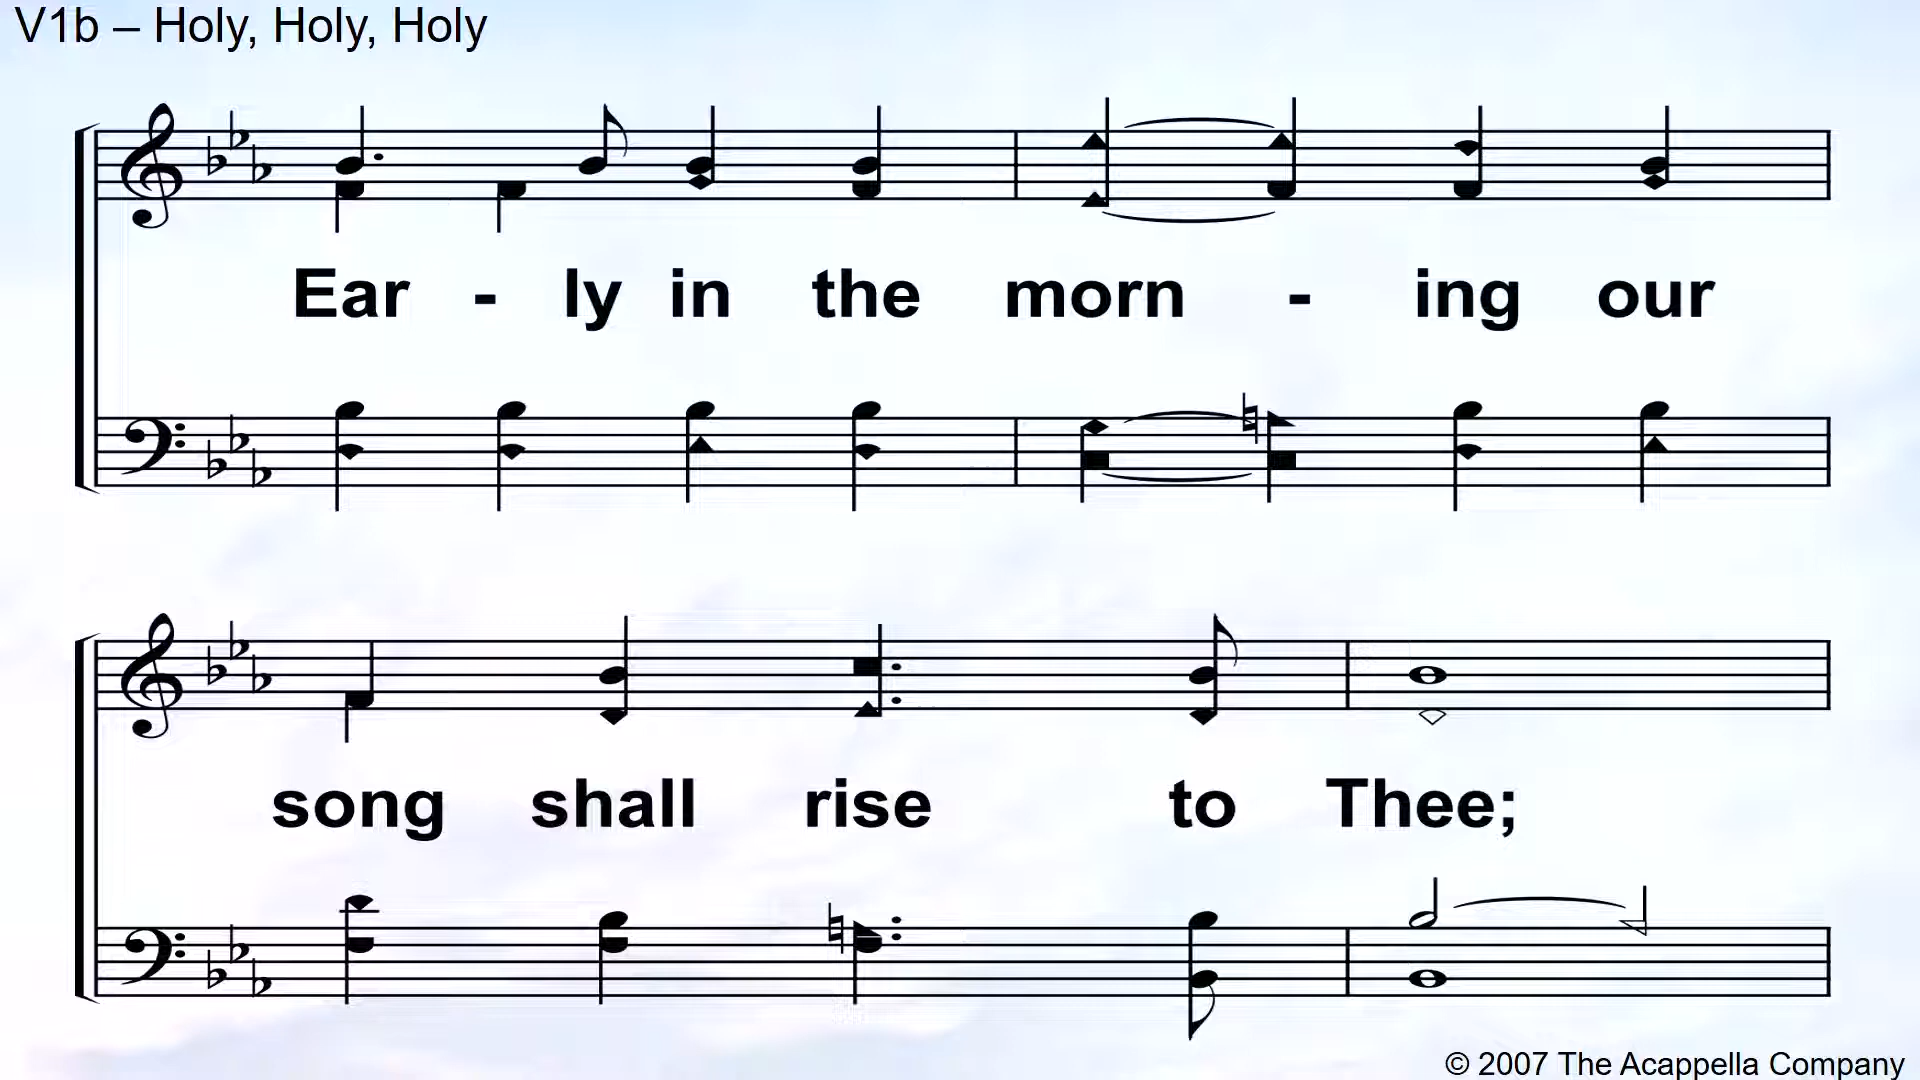 V1b – Holy, Holy, Holy
Ear - ly in the morn - ing our
song shall rise to Thee;
© 2007 The Acappella Company